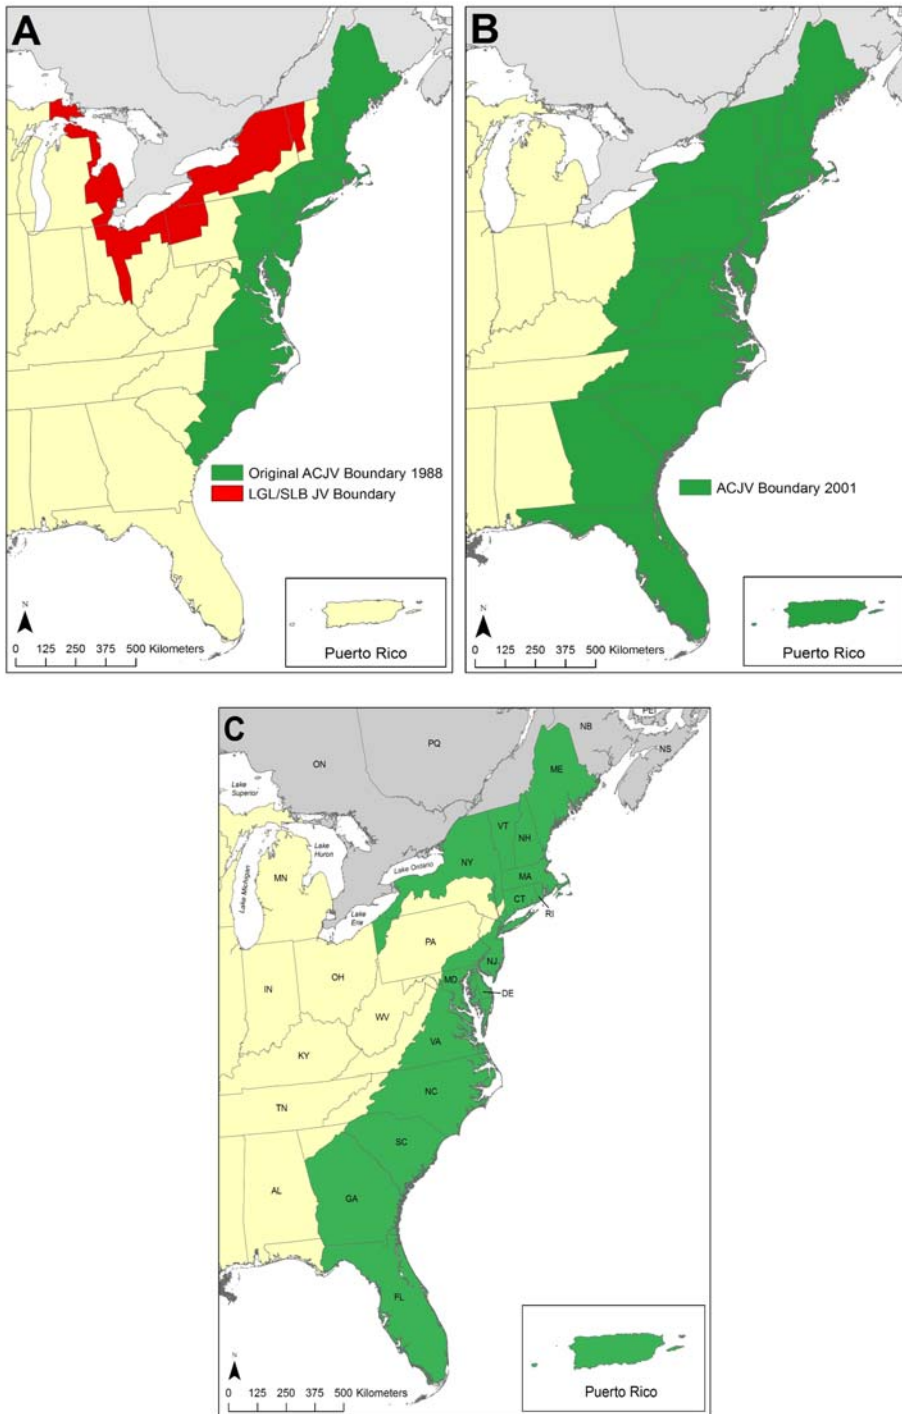 A
Original ACJV Boundary 1988
LGL/SLB JV Boundary
N
0 125 250 375 500 Kilometers
Puerto Rico
B
ACJV Boundary 2001
N
0 125 250 375 500 Kilometers
Puerto Rico
C
PEI
NB
ON
PQ
NS
ME
Lake
Superior
VT
NH
Lake
Huron
Lake Ontario
NY
MA
Lake Michigan
MN
CT
RI
Lake
Erie
PA
NJ
OH
MD
IN
DE
WV
VA
KY
NC
TN
SC
AL
GA
FL
N
0 125 250 375 500 Kilometers
Puerto Rico